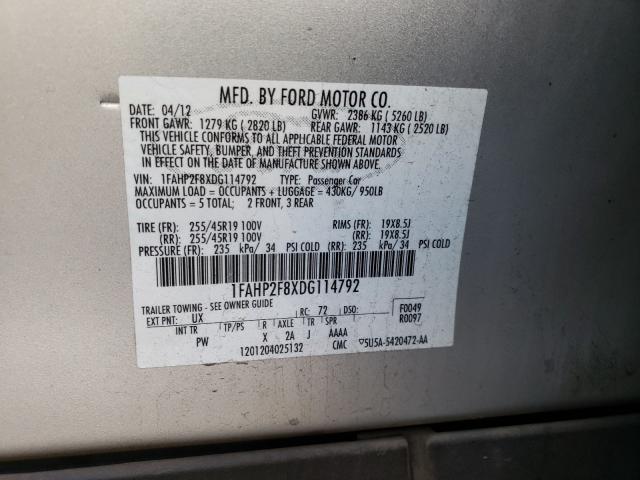 MFD. BY FORD MOTOR CO.
DATE: 04/12 GVWR: 2386 KG ( 5260 LB)
FRONT GAWR: 1279 KG ( 2820 LB) REAR GAWR: 1143 KG ( 2520 LB)
THIS VEHICLE CONFORMS TO ALL APPLICABLE FEDERAL MOTOR
VEHICLE SAFETY, BUMPER, AND THEFT PREVENTION STANDARDS
IN EFFECT ON THE DATE OF MANUFACTURE SHOWN ABOVE.
VIN: 1FAHP2F8XDG114792 TYPE: Passenger Car
MAXIMUM LOAD = OCCUPANTS + LUGGAGE = 430KG/ 950LB
OCCUPANTS = 5 TOTAL; 2 FRONT, 3 REAR
TIRE (FR): 255/45R19 100V RIMS (FR): 19X8.5J
(RR): 255/45R19 100V (RR): 19X8.5J
PRESSURE (FR): 235 kPa/ 34 PSI COLD (RR): 235 kPa/ 34 PSI COLD
1FAHP2F8XDG114792
TRAILER TOWING - SEE OWNER GUIDE
EXT PNT: UX RC: 72 DSO: F0049
R0097
INT TR TP/PS R AXLE TR
PW X 2A J AAAA
1201204025132 CMC ▽5U5A-5420472-AA